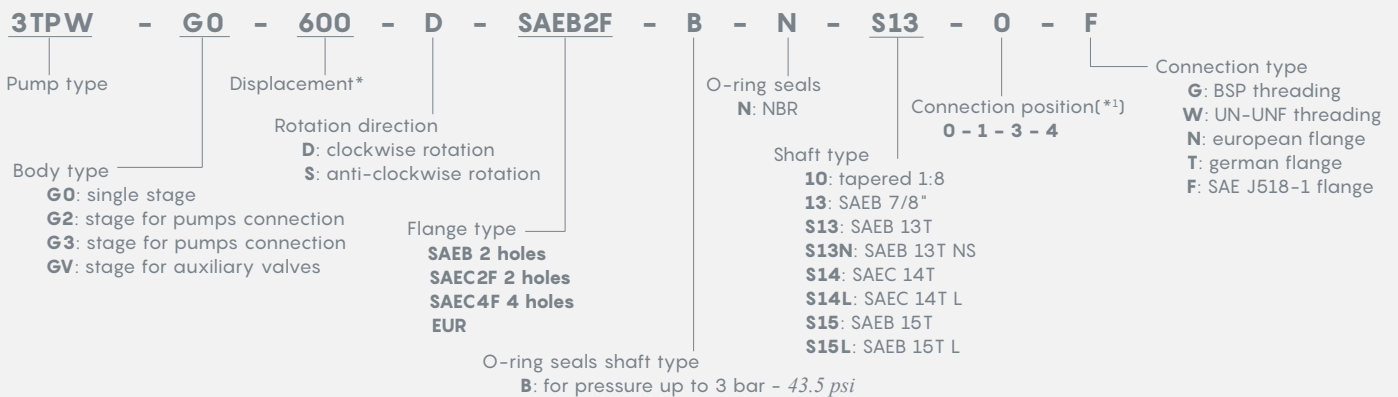 3TPW - G0 - 600 - D - SAEB2F - B - N - S13 - 0 - F
Pump type
Displacement*
Rotation direction
D: clockwise rotation
S: anti-clockwise rotation
Body type
G0: single stage
G2: stage for pumps connection
G3: stage for pumps connection
GV: stage for auxiliary valves
Flange type
SAEB 2 holes
SAEC2F 2 holes
SAEC4F 4 holes
EUR
O-ring seals shaft type
B: for pressure up to 3 bar - 43.5 psi
O-ring seals
N: NBR
Shaft type
10: tapered 1:8
13: SAEB 7/8"
S13: SAEB 13T
S13N: SAEB 13T NS
S14: SAEC 14T
S14L: SAEC 14T L
S15: SAEB 15T
S15L: SAEB 15T L
Connection position(*¹)
0 - 1 - 3 - 4
Connection type
G: BSP threading
W: UN-UNF threading
N: european flange
T: german flange
F: SAE J518-1 flange